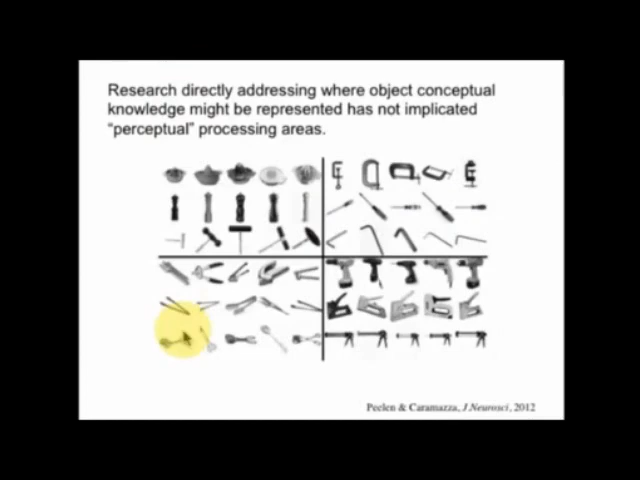 Research directly addressing where object conceptual
knowledge might be represented has not implicated
“perceptual” processing areas.
Peelen & Caramazza, J Neurosci, 2012